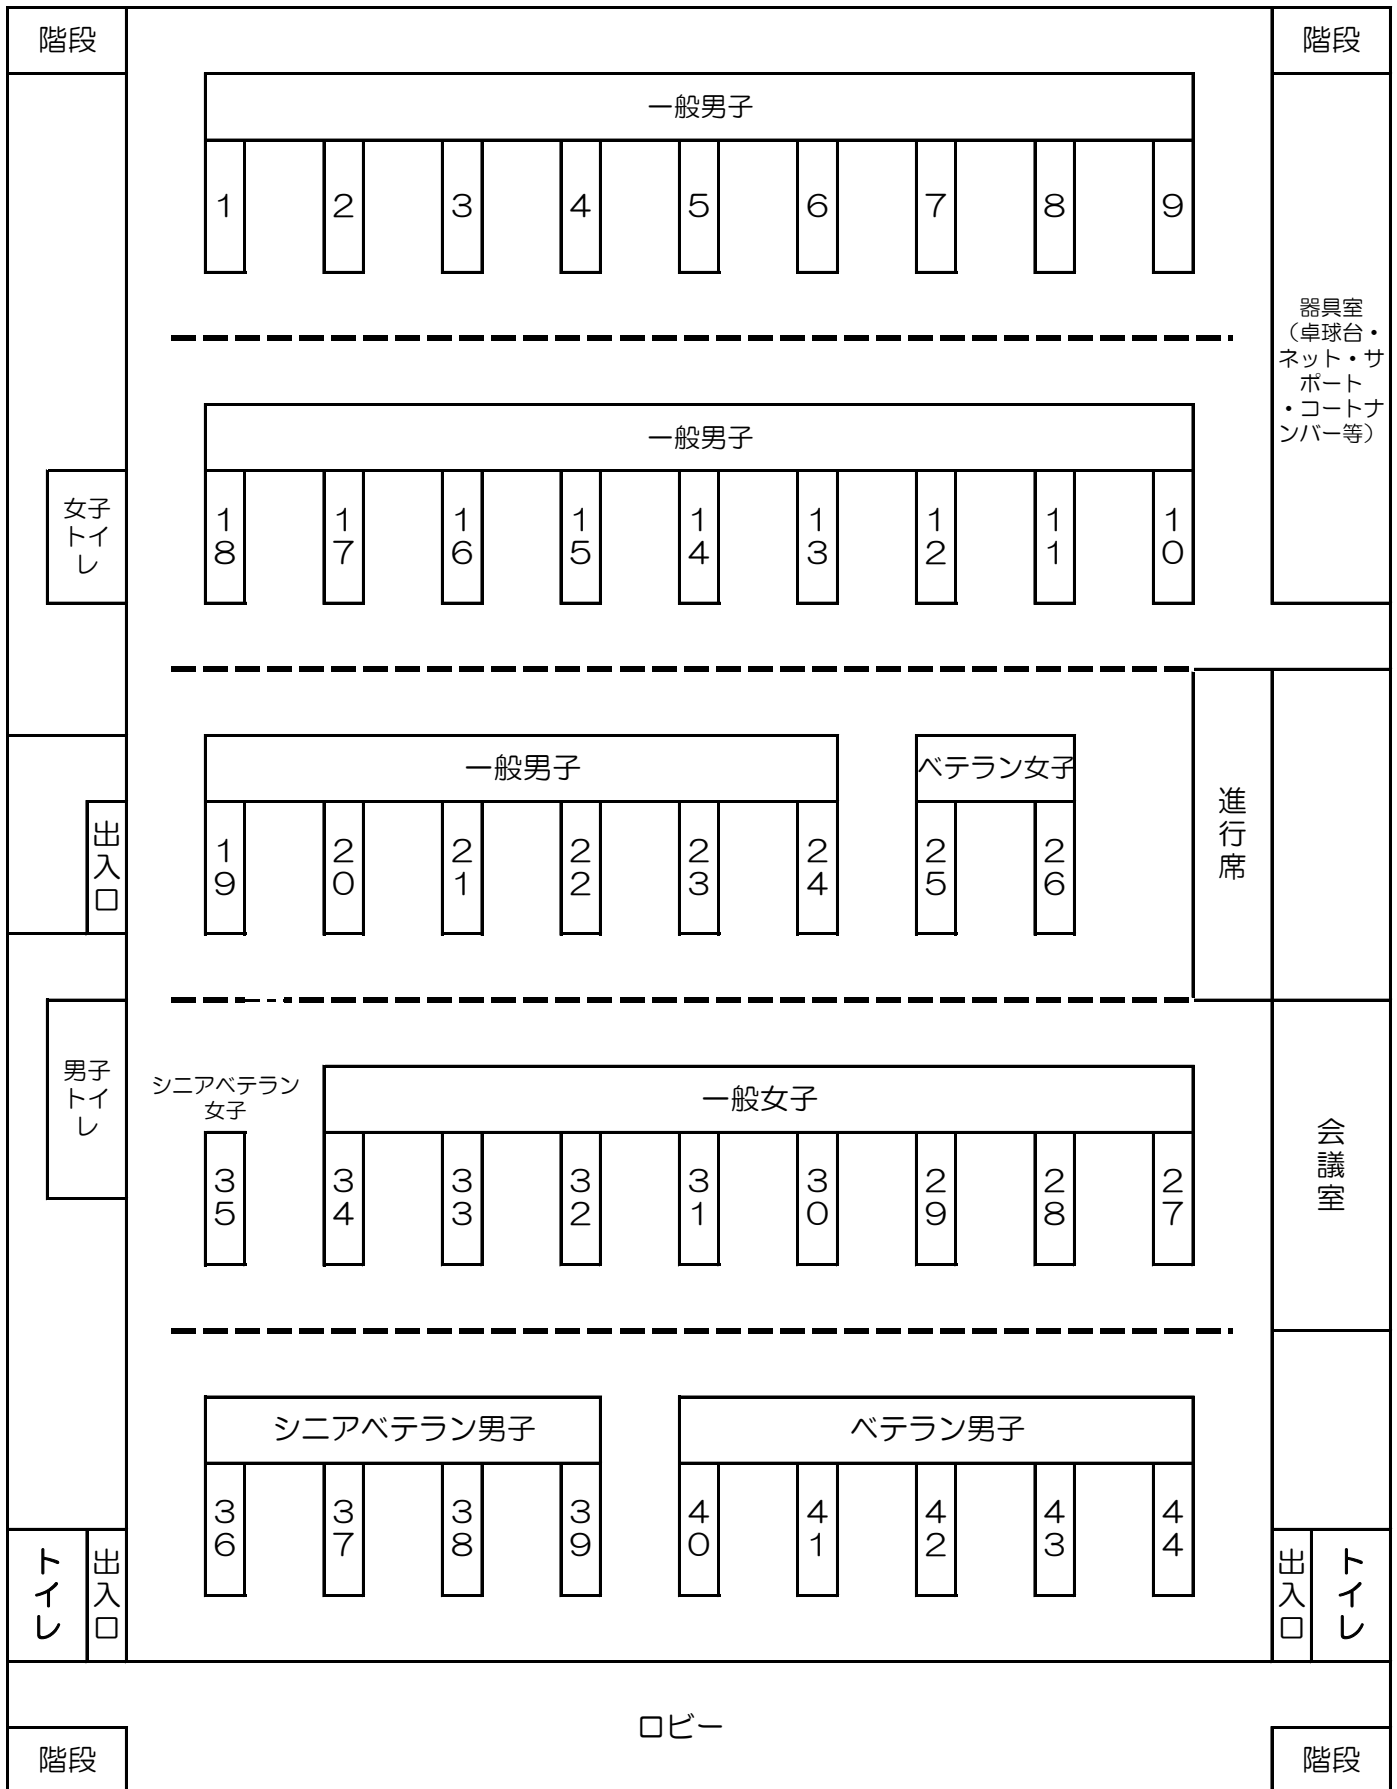 階段
階段
一般男子
1
2
3
4
5
6
7
8
9
器具室
（卓球台・
ネット・サ
ポート
・コートナ
ンバー等）
一般男子
女子
トイ
レ
18
17
16
15
14
13
12
11
10
一般男子
ベテラン女子
出入口
19
20
21
22
23
24
25
26
進行席
男子
トイ
レ
シニアベテラン
女子
一般女子
35
34
33
32
31
30
29
28
27
会議室
シニアベテラン男子
ベテラン男子
36
37
38
39
40
41
42
43
44
トイレ
出入口
出入口
トイレ
ロビー
階段
階段